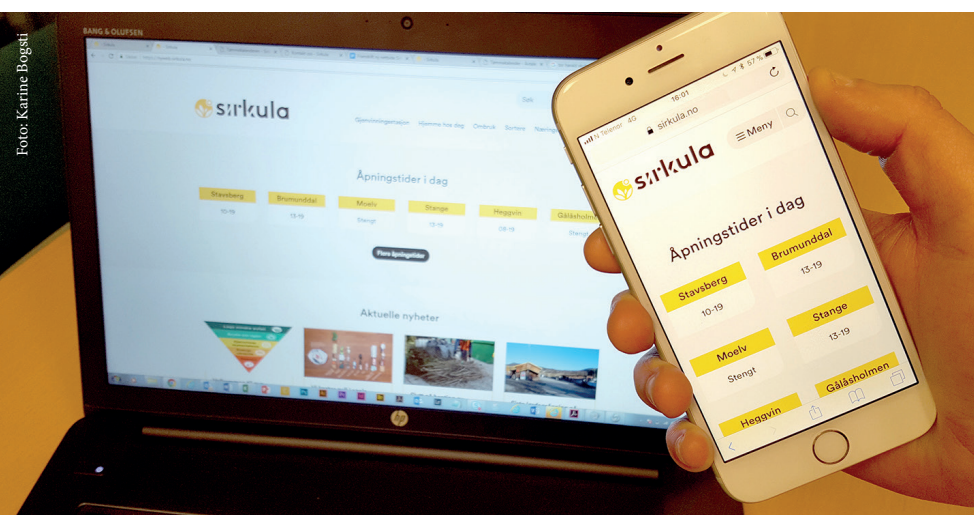 Foto: Karine Bogsti
BANG & OLUFSEN
sirkula
Søk
Gjenvinningsstasjon Hjemme hos deg Ombruk Sortere Næring
Åpningstider i dag
Stavsberg Brumunddal Moelv Stange Heggvin Gålåsholmen
10-19 13-19 Stengt 13-19 08-19 Stengt
Flere åpningstider
Aktuelle nyheter
hp
Telenor 4G 16:01 57 %
sirkula.no
sirkula
Meny
Åpningstider i dag
Stavsberg Brumunddal
10-19 13-19
Moelv Stange
Stengt 13-19
Heggvin Gålåsholmen